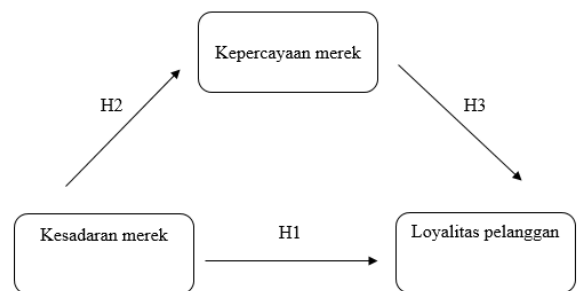 Kepercayaan merek
H2
H3
Kesadaran merek
H1
Loyalitas pelanggan